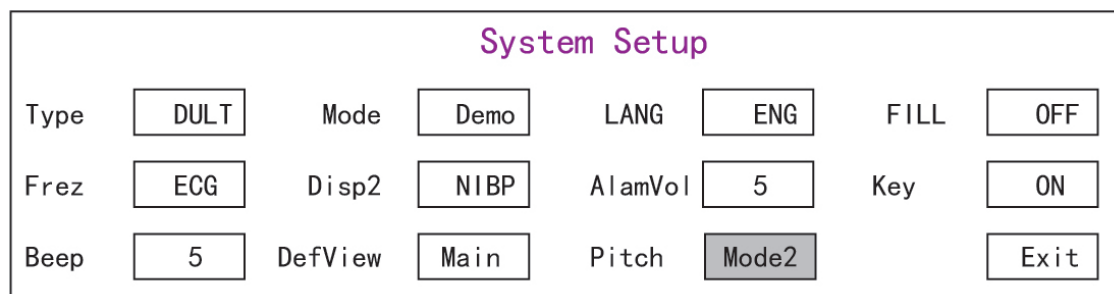 System Setup
Type DULT Mode Demo LANG ENG FILL OFF
Frez ECG Disp2 NIBP AlamVol 5 Key ON
Beep 5 DefView Main Pitch Mode2 Exit